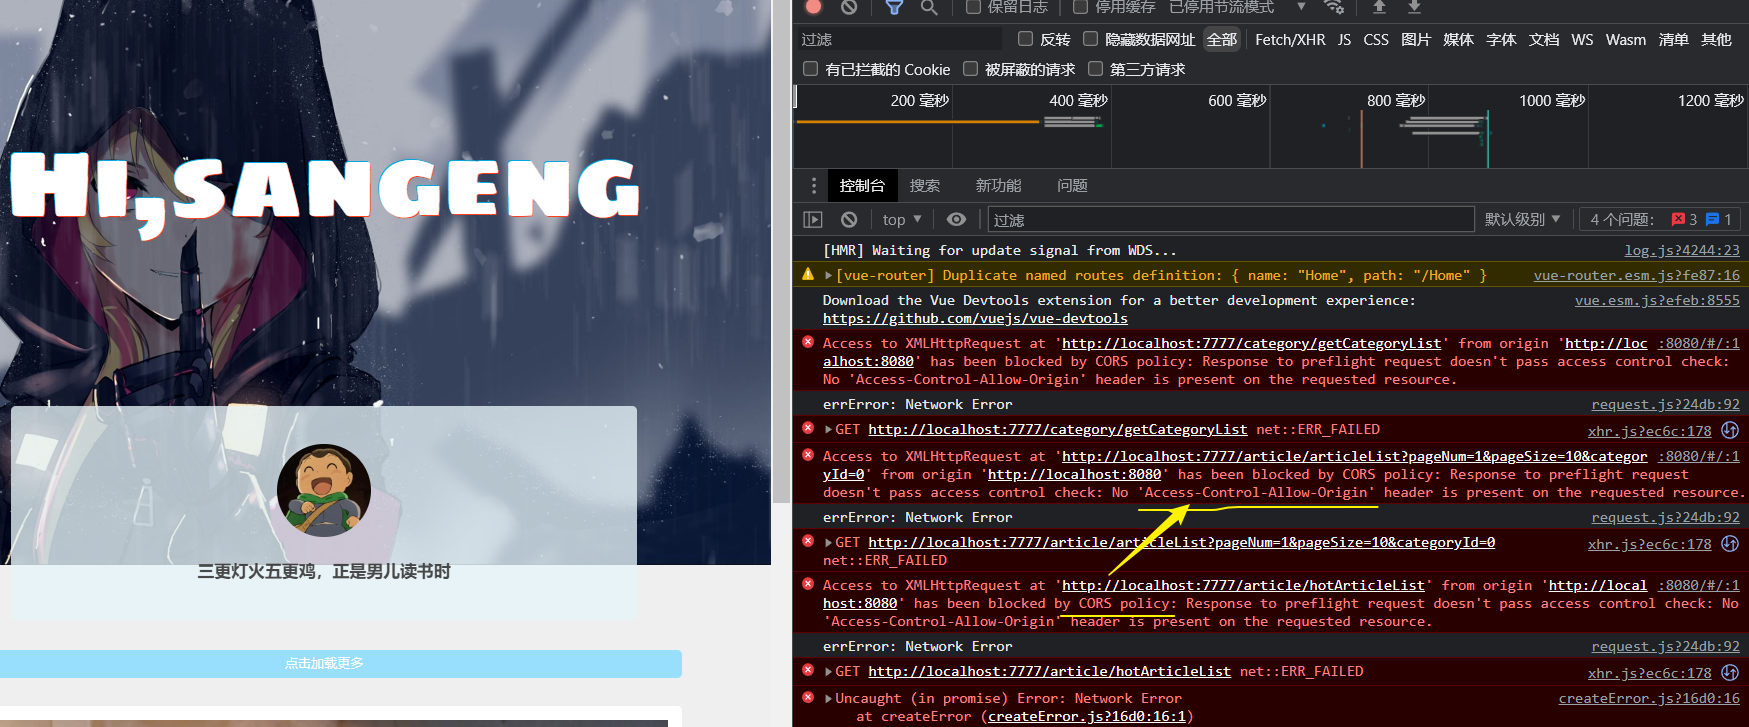 HI,SANGENG
三更灯火五更鸡，正是男儿读书时
点击加载更多
保留日志 停用缓存 已停用节流模式
过滤 反转 隐藏数据网址 全部 Fetch/XHR JS CSS 图片 媒体 字体 文档 WS Wasm 清单 其他
有已拦截的 Cookie 被屏蔽的请求 第三方请求
200 毫秒 400 毫秒 600 毫秒 800 毫秒 1000 毫秒 1200 毫秒
控制台 搜索 新功能 问题
top 过滤 默认级别 4 个问题: 3 1
[HMR] Waiting for update signal from WDS... log.js?4244:23
[vue-router] Duplicate named routes definition: { name: "Home", path: "/Home" } vue-router.esm.js?fe87:16
Download the Vue Devtools extension for a better development experience: vue.esm.js?efeb:8555
https://github.com/vuejs/vue-devtools
Access to XMLHttpRequest at 'http://localhost:7777/category/getCategoryList' from origin 'http://loc :8080/#/:1
alhost:8080' has been blocked by CORS policy: Response to preflight request doesn't pass access control check:
No 'Access-Control-Allow-Origin' header is present on the requested resource.
errError: Network Error request.js?24db:92
GET http://localhost:7777/category/getCategoryList net::ERR_FAILED xhr.js?ec6c:178
Access to XMLHttpRequest at 'http://localhost:7777/article/articleList?pageNum=1&pageSize=10&categor :8080/#/:1
yId=0' from origin 'http://localhost:8080' has been blocked by CORS policy: Response to preflight request
doesn't pass access control check: No 'Access-Control-Allow-Origin' header is present on the requested resource.
errError: Network Error request.js?24db:92
GET http://localhost:7777/article/articleList?pageNum=1&pageSize=10&categoryId=0 xhr.js?ec6c:178
net::ERR_FAILED
Access to XMLHttpRequest at 'http://localhost:7777/article/hotArticleList' from origin 'http://local :8080/#/:1
host:8080' has been blocked by CORS policy: Response to preflight request doesn't pass access control check: No
'Access-Control-Allow-Origin' header is present on the requested resource.
errError: Network Error request.js?24db:92
GET http://localhost:7777/article/hotArticleList net::ERR_FAILED xhr.js?ec6c:178
Uncaught (in promise) Error: Network Error createError.js?16d0:16
at createError (createError.js?16d0:16:1)